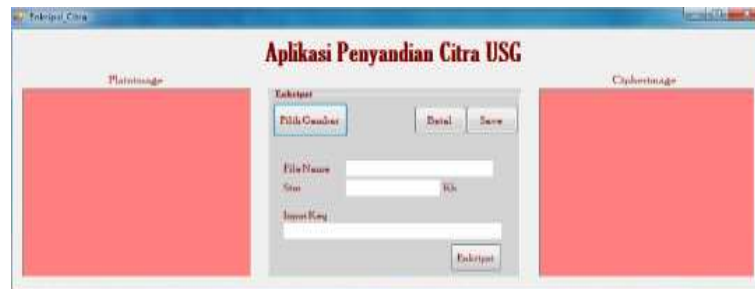 Enkripsi_Citra
Aplikasi Penyandian Citra USG
Plainimage
Cipherimage
Enkripsi
Pilih Gambar
Batal
Save
File Name
Size
Kb
Input Key
Enkripsi